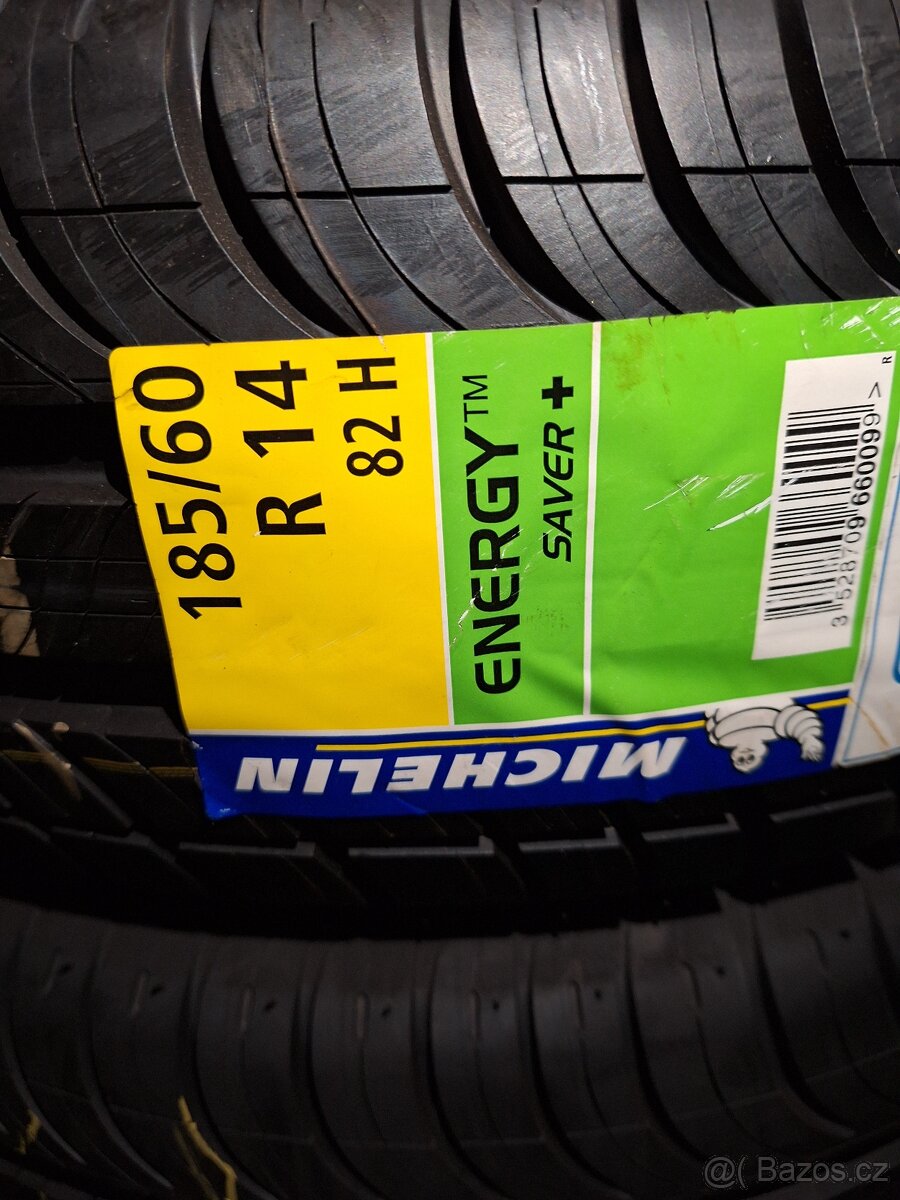 185/60
R 14
82 H
ENERGY™
SAVER+
3 528709 660099 >
R
MICHELIN
@( Bazos.cz